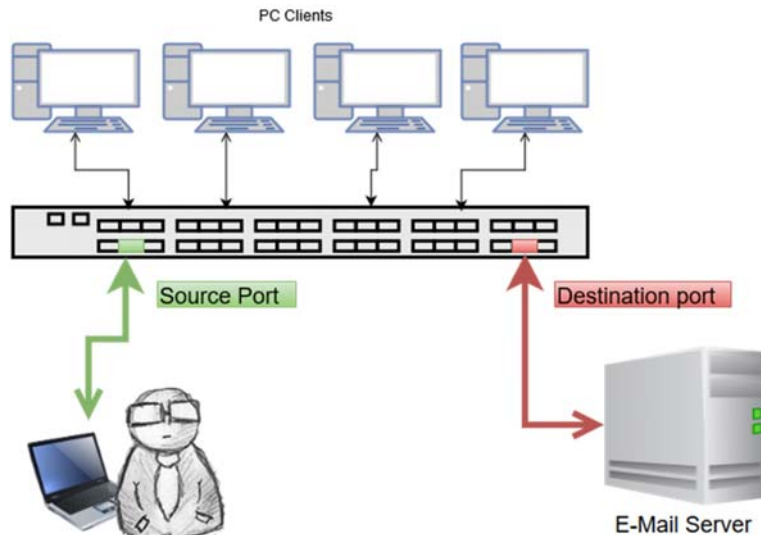 PC Clients
Source Port
Destination port
E-Mail Server